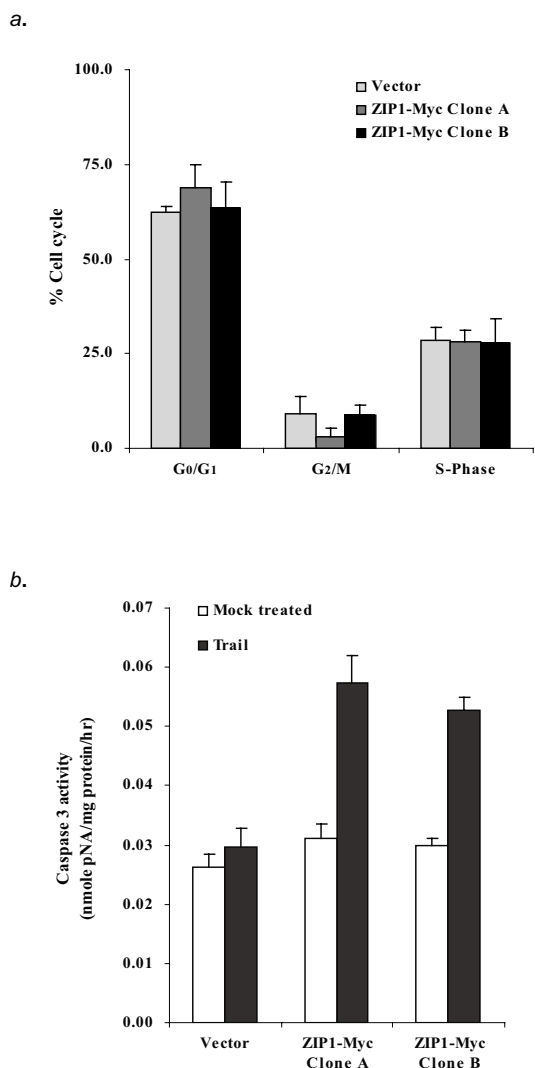 a.
100.0
75.0
50.0
25.0
0.0
% Cell cycle
Vector
ZIP1-Myc Clone A
ZIP1-Myc Clone B
G0/G1
G2/M
S-Phase
b.
0.07
0.06
0.05
0.04
0.03
0.02
0.01
0.00
Caspase 3 activity
(nmole pNA/mg protein/hr)
Mock treated
Trail
Vector
ZIP1-Myc
Clone A
ZIP1-Myc
Clone B